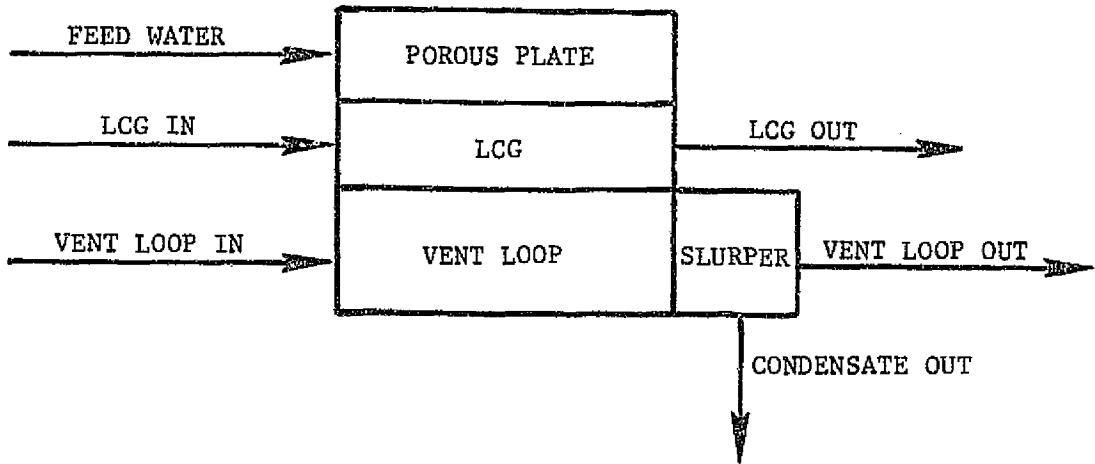 FEED WATER
POROUS PLATE
LCG IN
LCG
LCG OUT
VENT LOOP IN
VENT LOOP
SLURPER
VENT LOOP OUT
CONDENSATE OUT